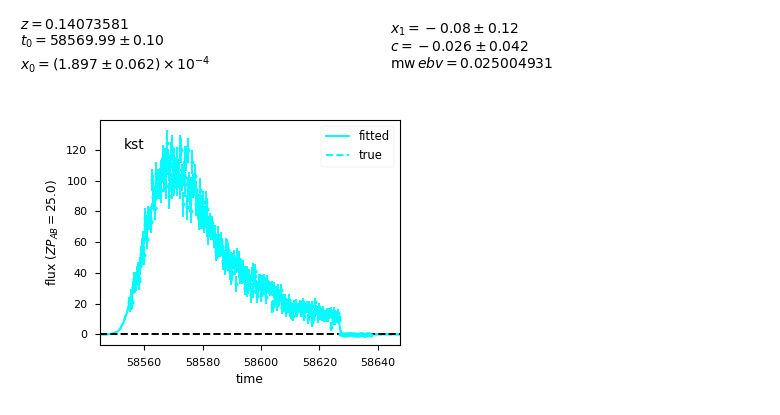 z = 0.14073581
t₀ = 58569.99 ± 0.10
x₀ = (1.897 ± 0.062) × 10⁻⁴
x₁ = −0.08 ± 0.12
c = −0.026 ± 0.042
mw ebv = 0.025004931
kst
fitted
true
flux (ZP_AB = 25.0)
120
100
80
60
40
20
0
58560 58580 58600 58620 58640
time